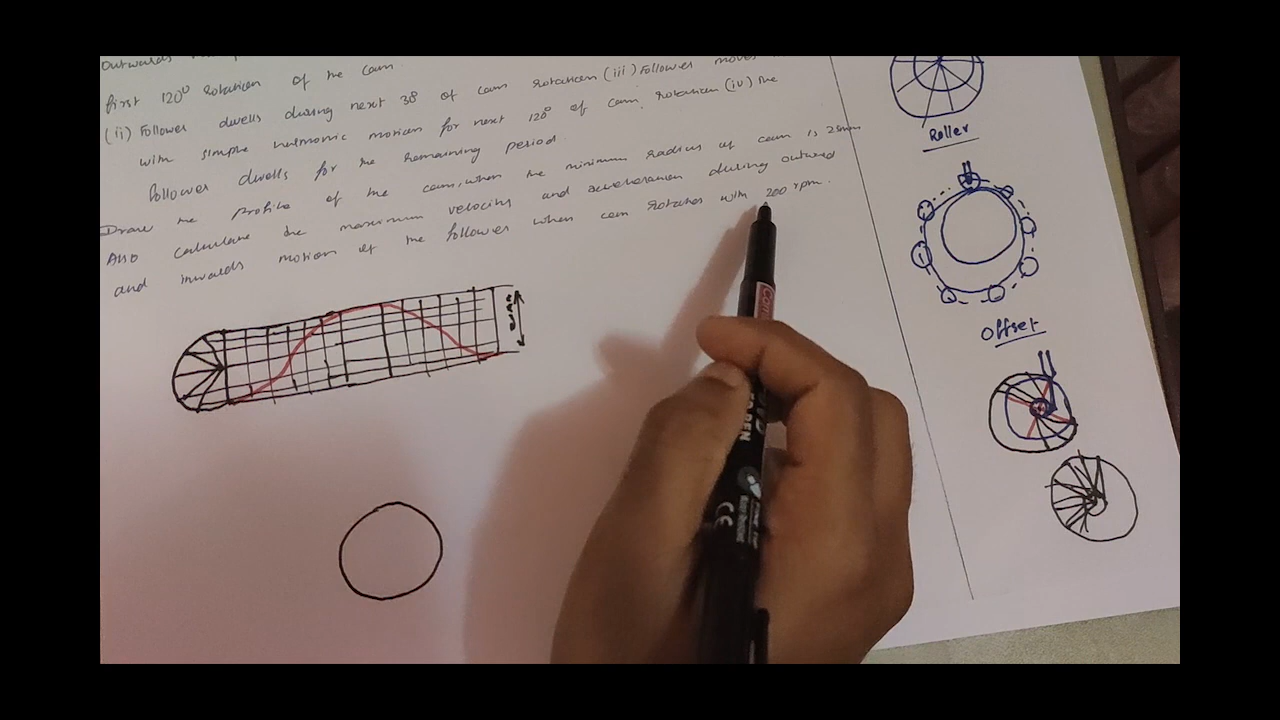 Outwards
first 120° rotation of the cam.
(ii) Follower dwells during next 30° of cam rotation (iii) Follower moves
with simple harmonic motion for next 120° of cam rotation (iv) The
follower dwells for the remaining period.
Draw the profile of the cam, when the minimum radius of cam is 25mm
Also calculate the maximum velocity and acceleration during outward
and inwards motion of the follower when cam rotates with 200 rpm.
Roller
Offset
CE